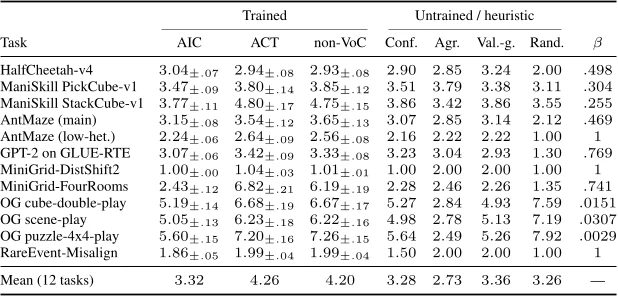 Trained Untrained / heuristic
Task AIC ACT non-VoC Conf. Agr. Val.-g. Rand. β
HalfCheetah-v4 3.04±.07 2.94±.08 2.93±.08 2.90 2.85 3.24 2.00 .498
ManiSkill PickCube-v1 3.47±.09 3.80±.14 3.85±.12 3.51 3.79 3.38 3.11 .304
ManiSkill StackCube-v1 3.77±.11 4.80±.17 4.75±.15 3.86 3.42 3.86 3.55 .255
AntMaze (main) 3.15±.08 3.54±.12 3.65±.13 3.07 2.85 3.14 2.12 .469
AntMaze (low-het.) 2.24±.06 2.64±.09 2.56±.08 2.16 2.22 2.22 1.00 1
GPT-2 on GLUE-RTE 3.07±.06 3.42±.09 3.33±.08 3.23 3.04 2.93 1.30 .769
MiniGrid-DistShift2 1.00±.00 1.04±.03 1.01±.01 1.00 2.00 2.00 1.00 1
MiniGrid-FourRooms 2.43±.12 6.82±.21 6.19±.19 2.28 2.46 2.26 1.35 .741
OG cube-double-play 5.19±.14 6.68±.19 6.67±.17 5.27 2.84 4.93 7.59 .0151
OG scene-play 5.05±.13 6.23±.18 6.22±.16 4.98 2.78 5.13 7.19 .0307
OG puzzle-4x4-play 5.60±.15 7.20±.16 7.26±.15 5.64 2.49 5.26 7.92 .0029
RareEvent-Misalign 1.86±.05 1.99±.04 1.99±.04 1.50 2.00 2.00 1.00 1
Mean (12 tasks) 3.32 4.26 4.20 3.28 2.73 3.36 3.26 —